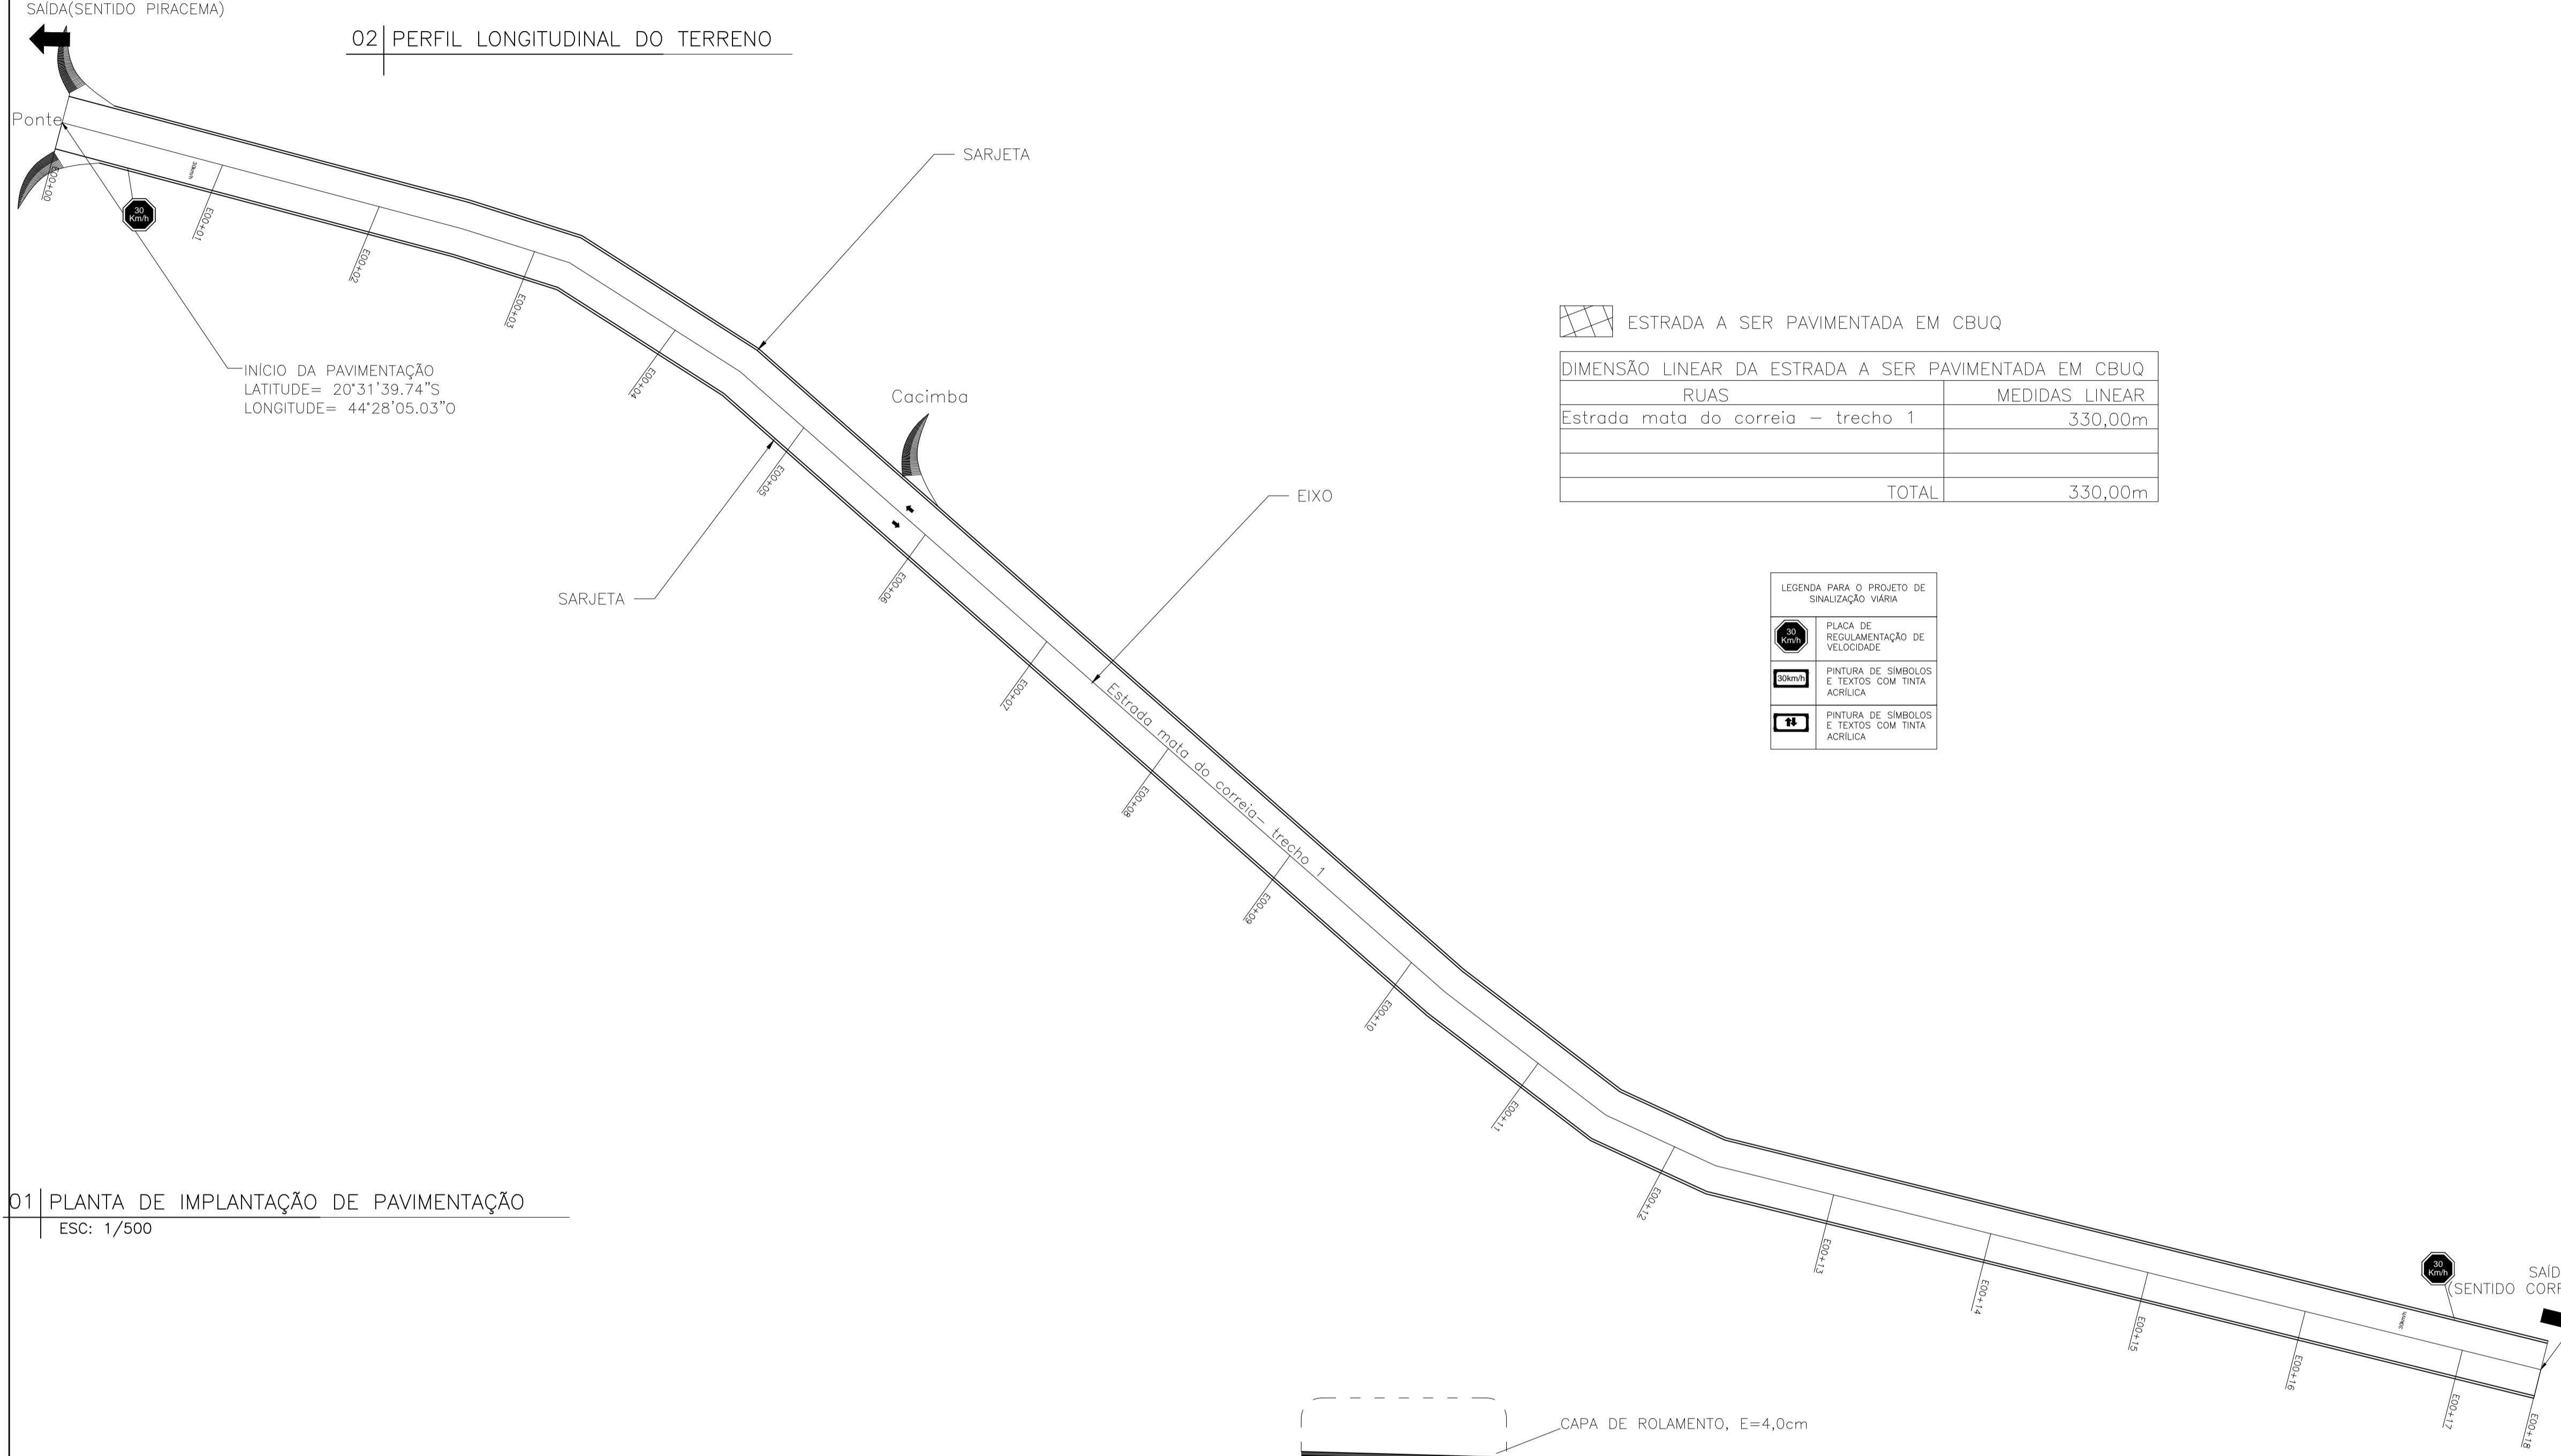 SAÍDA(SENTIDO PIRACEMA)
02 PERFIL LONGITUDINAL DO TERRENO
Ponte
30
Km/h
30km/h
INÍCIO DA PAVIMENTAÇÃO
LATITUDE= 20°31'39.74"S
LONGITUDE= 44°28'05.03"O
SARJETA
Cacimba
EIXO
SARJETA
E00+00
E00+01
E00+02
E00+03
E00+04
E00+05
E00+06
E00+07
E00+08
E00+09
E00+10
E00+11
E00+12
E00+13
E00+14
E00+15
E00+16
E00+17
E00+18
Estrada mata do correia- trecho 1
ESTRADA A SER PAVIMENTADA EM CBUQ
DIMENSÃO LINEAR DA ESTRADA A SER PAVIMENTADA EM CBUQ
RUAS MEDIDAS LINEAR
Estrada mata do correia - trecho 1 330,00m
TOTAL 330,00m
LEGENDA PARA O PROJETO DE
SINALIZAÇÃO VIÁRIA
30
Km/h
PLACA DE
REGULAMENTAÇÃO DE
VELOCIDADE
30km/h
PINTURA DE SÍMBOLOS
E TEXTOS COM TINTA
ACRÍLICA
PINTURA DE SÍMBOLOS
E TEXTOS COM TINTA
ACRÍLICA
01 PLANTA DE IMPLANTAÇÃO DE PAVIMENTAÇÃO
ESC: 1/500
30
Km/h
30km/h
(SENTIDO
CAPA DE ROLAMENTO, E=4,0cm